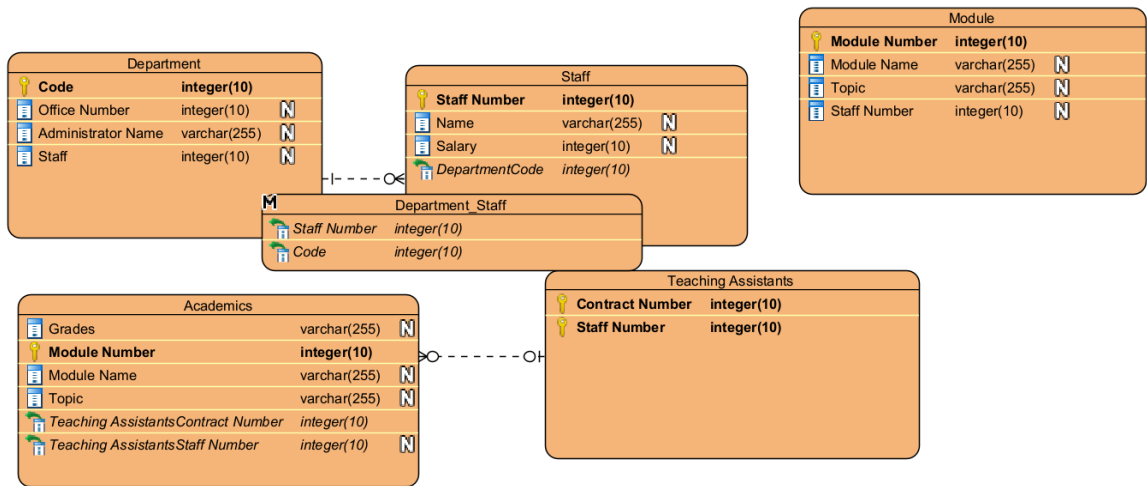 Department
Code integer(10)
Office Number integer(10) N
Administrator Name varchar(255) N
Staff integer(10) N
Staff
Staff Number integer(10)
Name varchar(255) N
Salary integer(10) N
DepartmentCode integer(10)
Module
Module Number integer(10)
Module Name varchar(255) N
Topic varchar(255) N
Staff Number integer(10) N
M Department_Staff
Staff Number integer(10)
Code integer(10)
Academics
Grades varchar(255) N
Module Number integer(10)
Module Name varchar(255) N
Topic varchar(255) N
Teaching AssistantsContract Number integer(10)
Teaching AssistantsStaff Number integer(10) N
Teaching Assistants
Contract Number integer(10)
Staff Number integer(10)